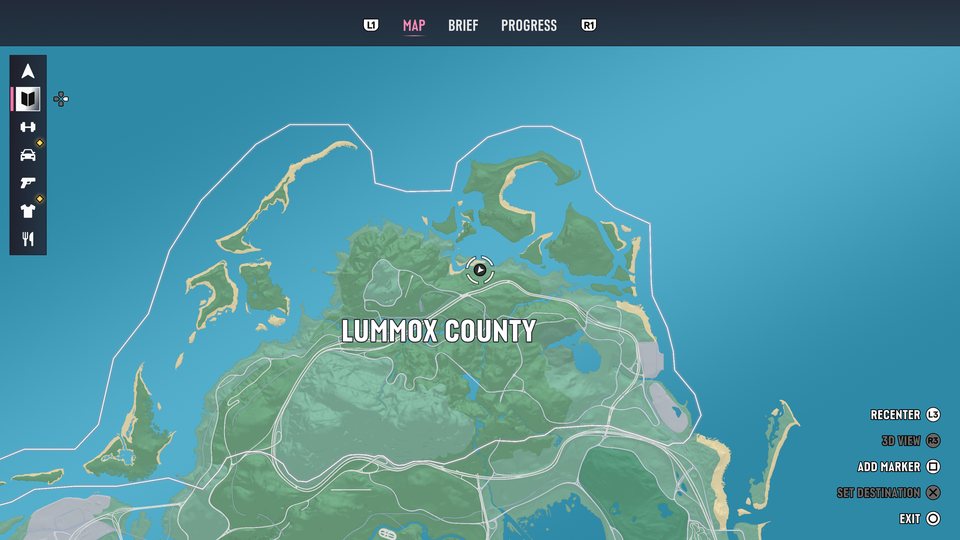 L1 MAP BRIEF PROGRESS R1
LUMMOX COUNTY
RECENTER L3
3D VIEW R3
ADD MARKER
SET DESTINATION
EXIT